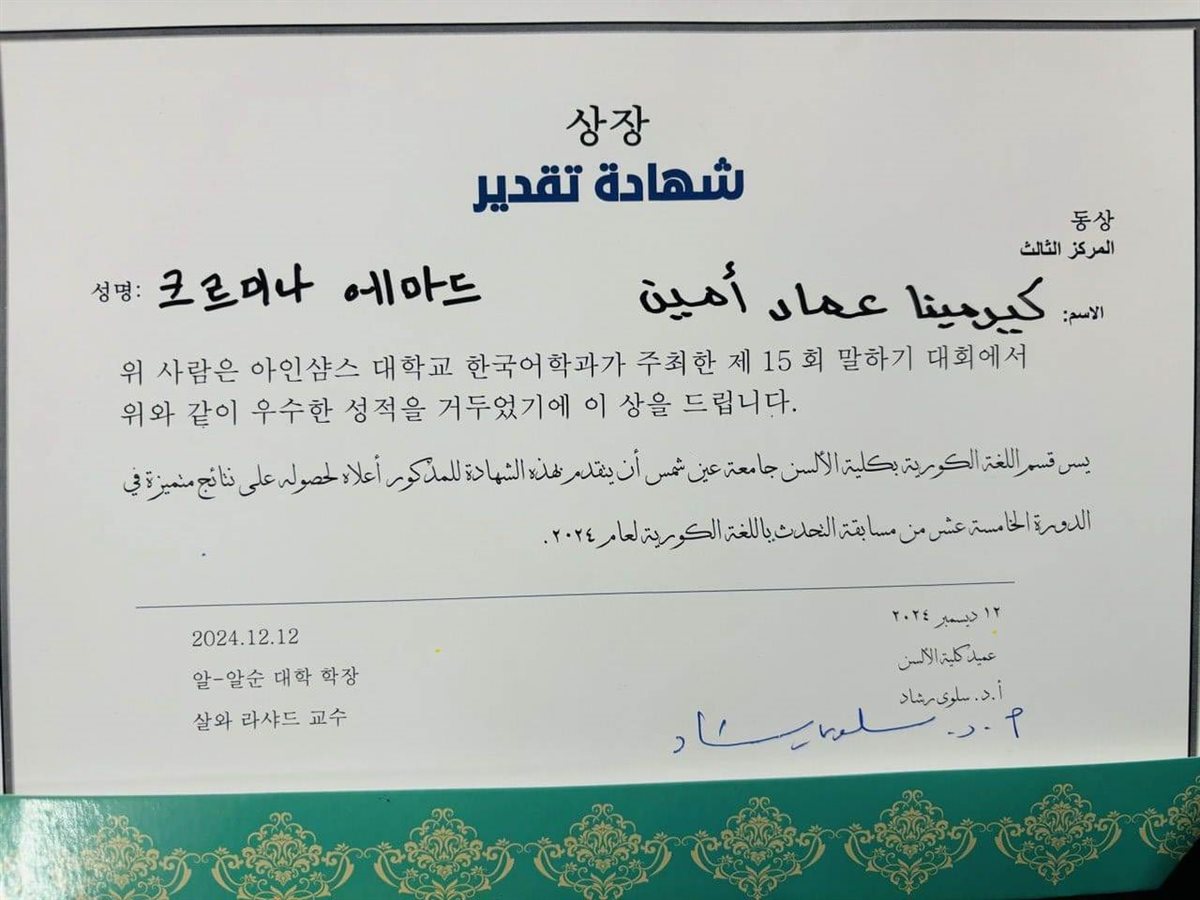 상장
شهادة تقدير
동상
المركز الثالث
성명: 크르미나 에마드
الاسم: كيرمينا عماد أمين
위 사람은 아인샴스 대학교 한국어학과가 주최한 제 15 회 말하기 대회에서
위와 같이 우수한 성적을 거두었기에 이 상을 드립니다.
يسر قسم اللغة الكورية بكلية الألسن جامعة عين شمس أن يتقدم بهذه الشهادة للمذكور أعلاه لحصوله على نتائج متميزة في
الدورة الخامسة عشر من مسابقة التحدث باللغة الكورية لعام ٢٠٢٤.
2024.12.12
알-알순 대학 학장
살와 라샤드 교수
١٢ ديسمبر ٢٠٢٤
عميد كلية الألسن
أ.د. سلوى رشاد
أ.د. سلوى رشاد